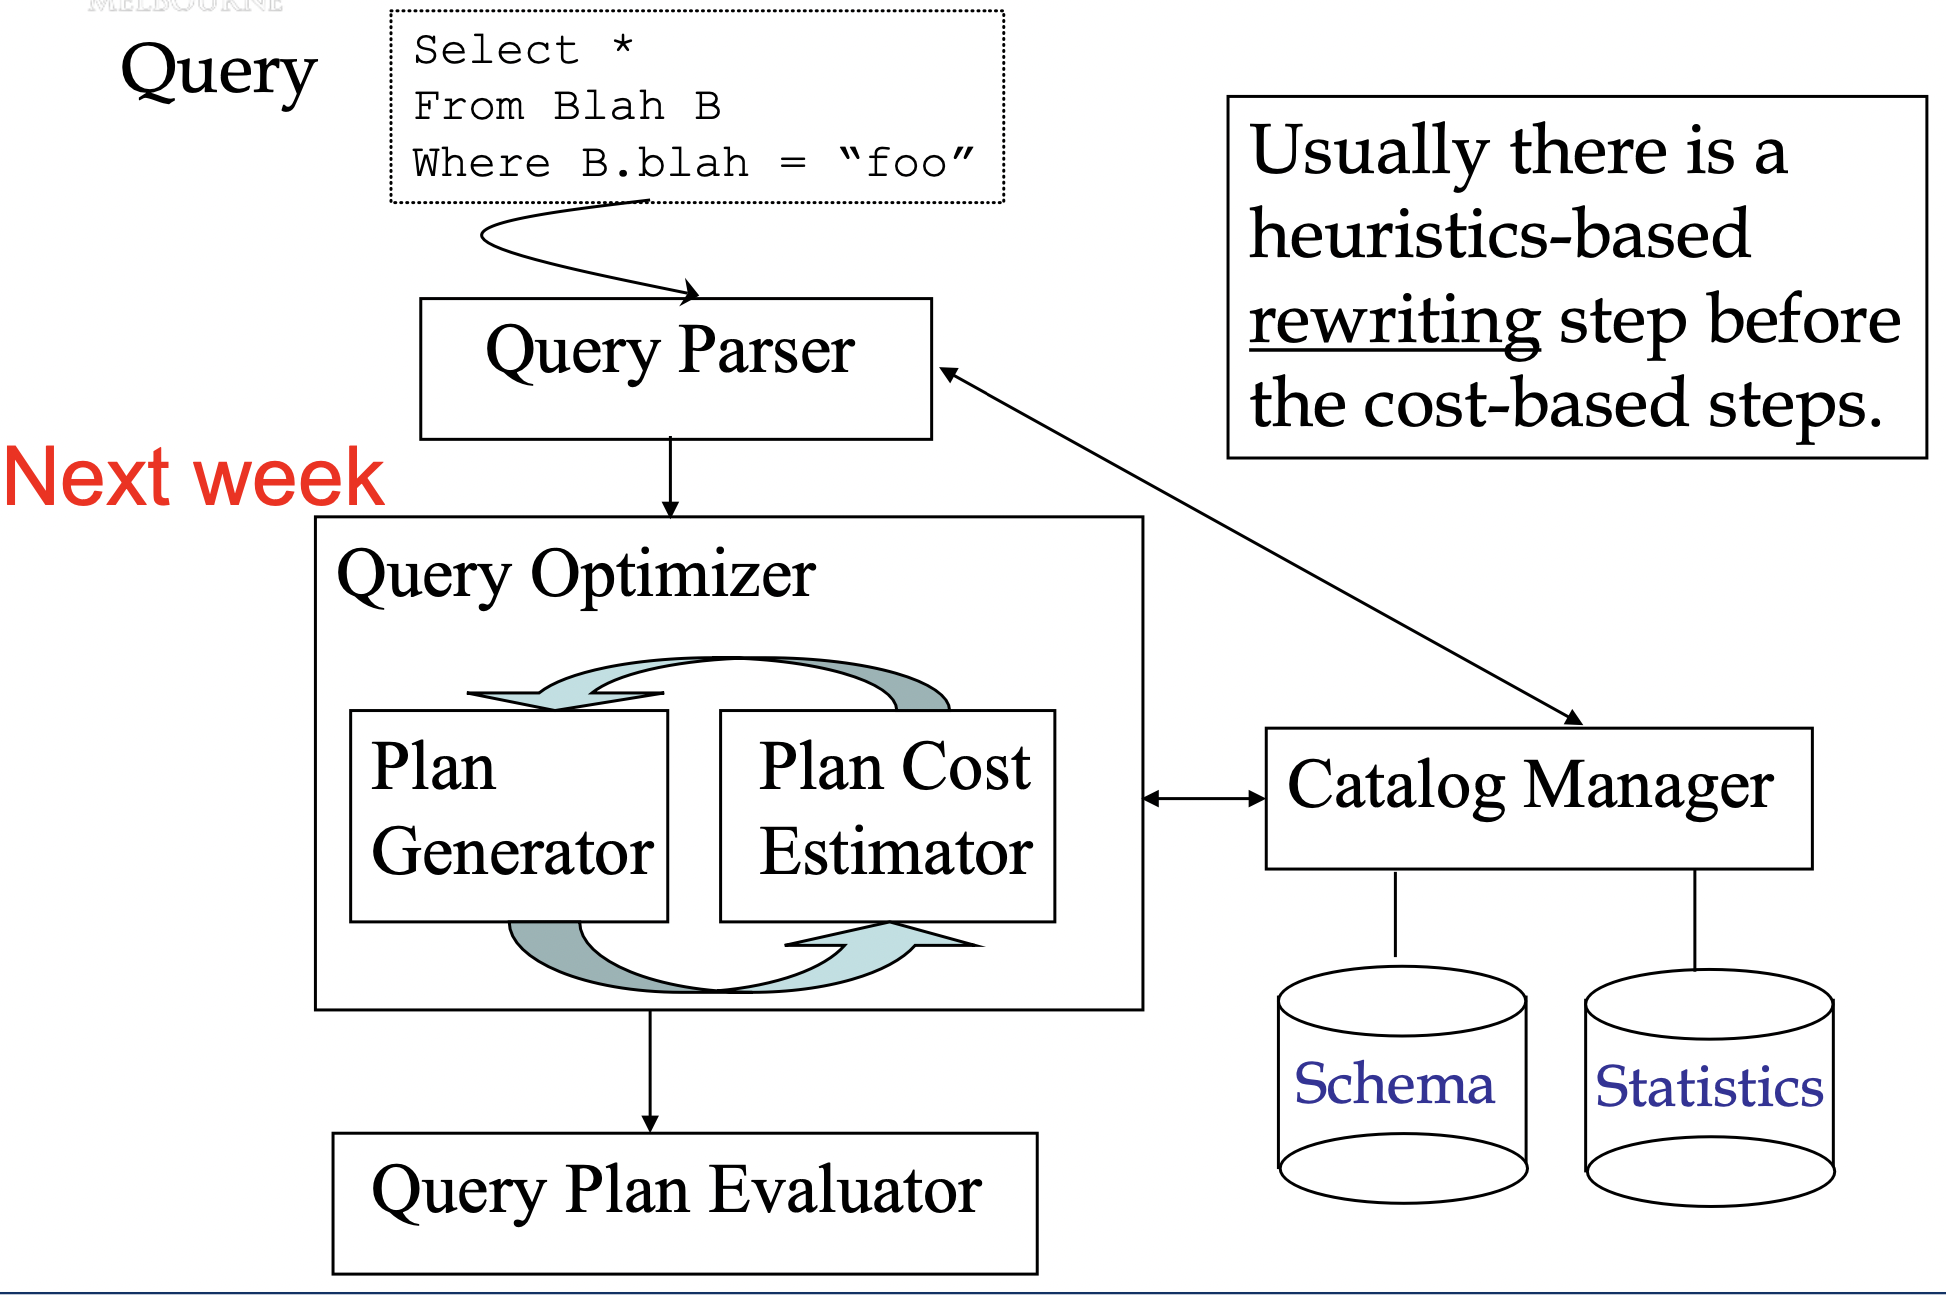 MELBOURNE
Query
Select *
From Blah B
Where B.blah = “foo”
Usually there is a
heuristics-based
rewriting step before
the cost-based steps.
Query Parser
Next week
Query Optimizer
Plan
Generator
Plan Cost
Estimator
Catalog Manager
Schema
Statistics
Query Plan Evaluator